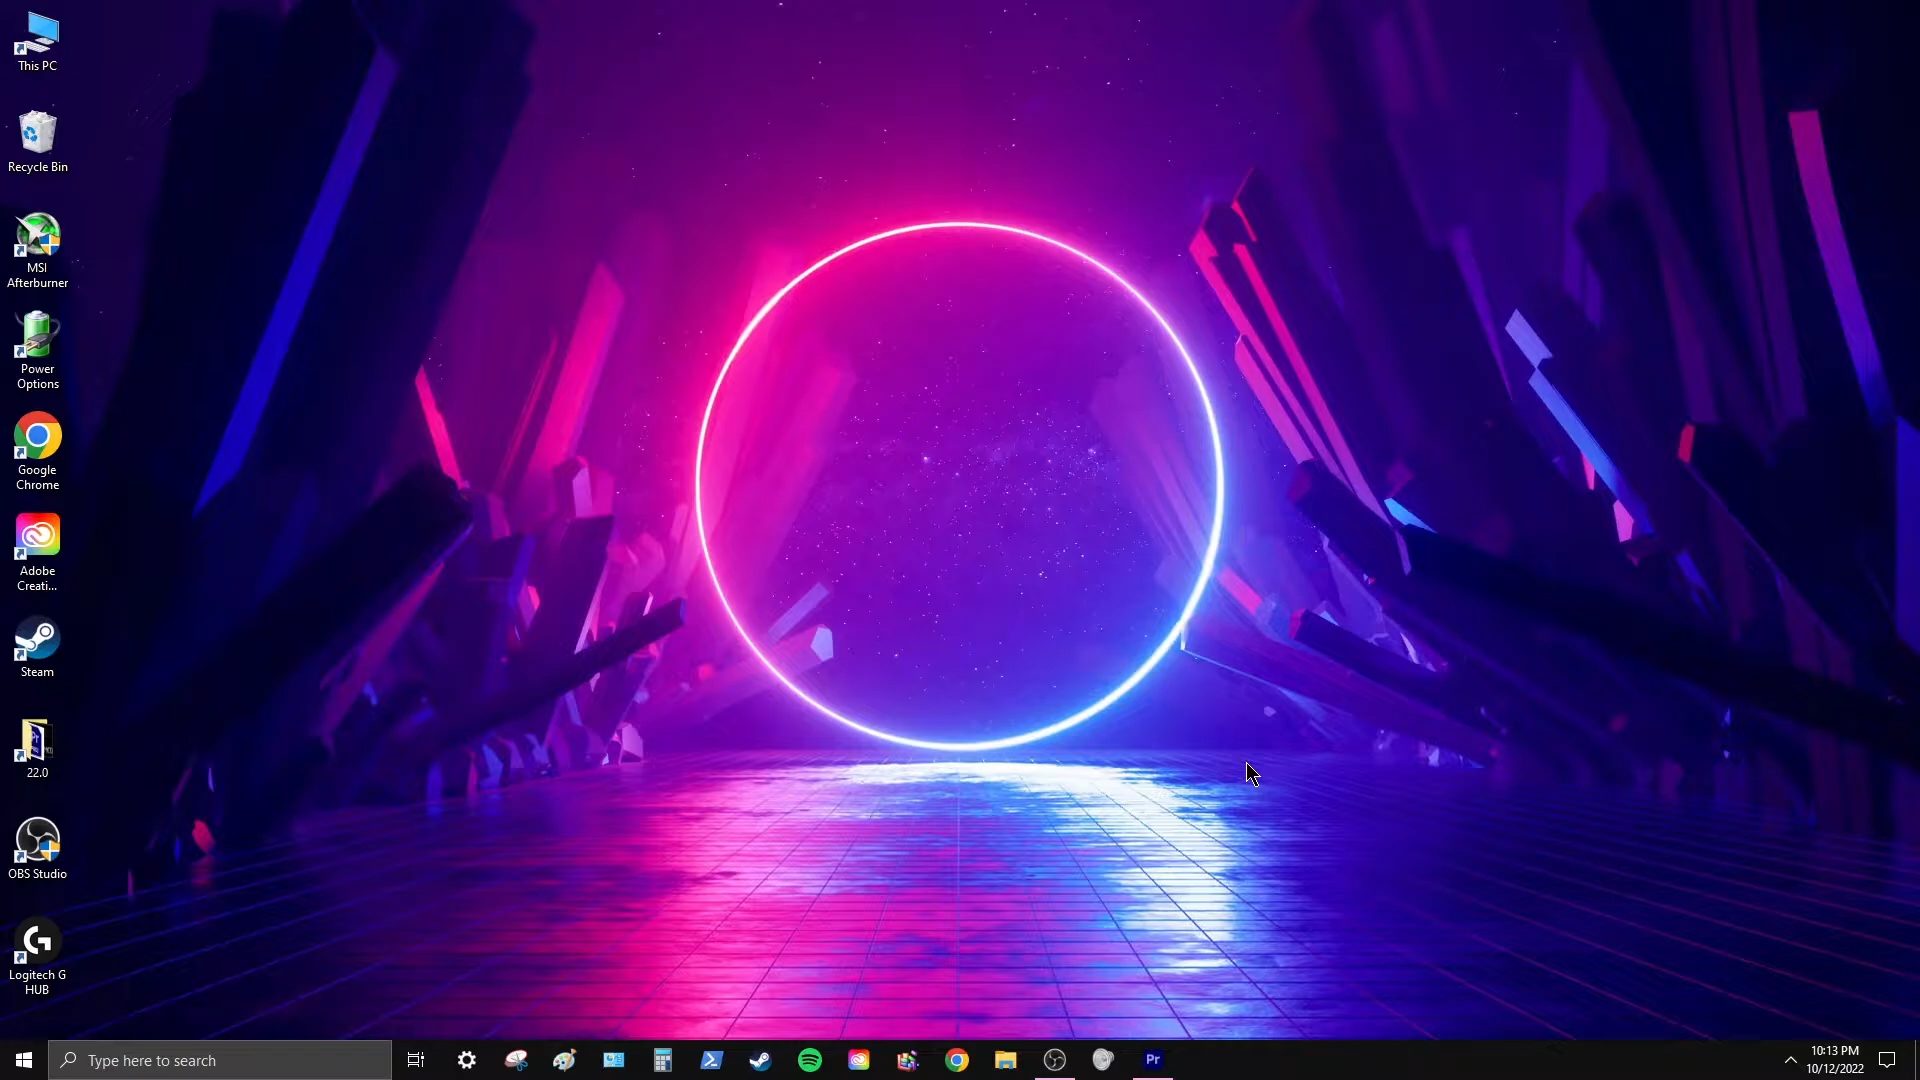 This PC
Recycle Bin
MSI
Afterburner
Power
Options
Google
Chrome
Adobe
Creati...
Steam
22.0
OBS Studio
Logitech G
HUB
Type here to search
Pr
10:13 PM
10/12/2022